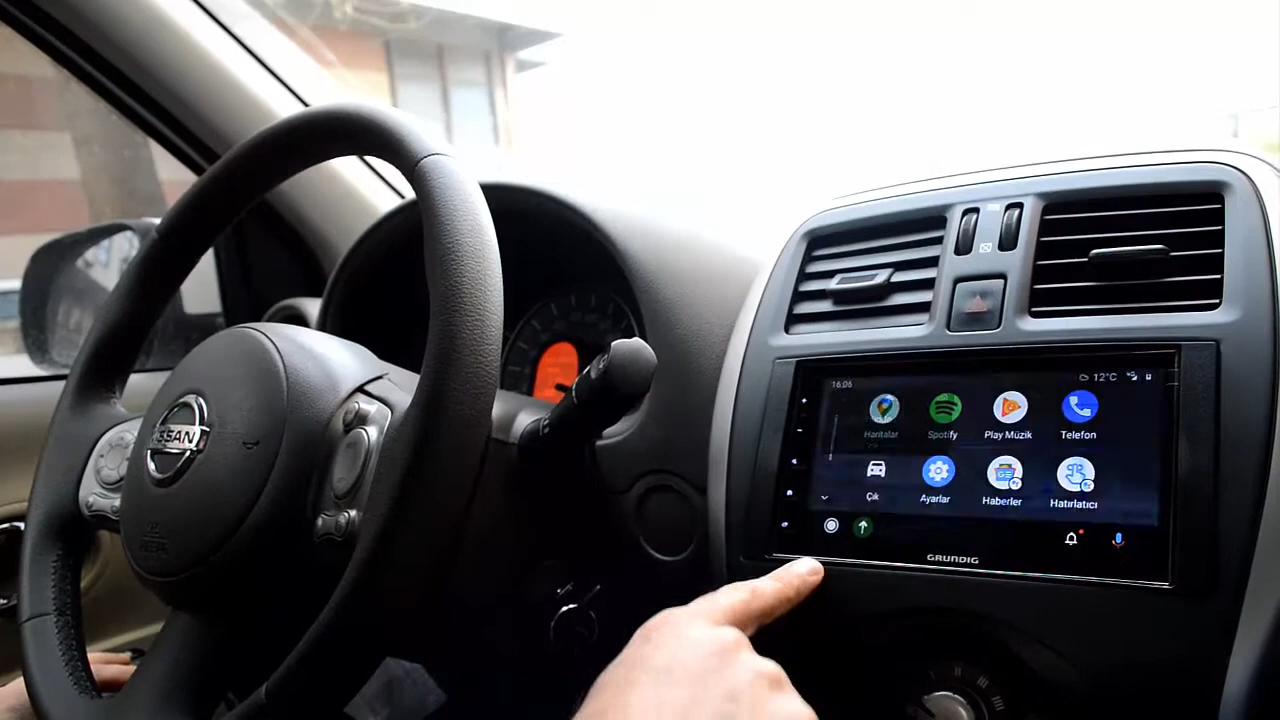 NISSAN
16:06
12°C
Haritalar
Spotify
Play Müzik
Telefon
Çık
Ayarlar
Haberler
Hatırlatıcı
GRUNDIG